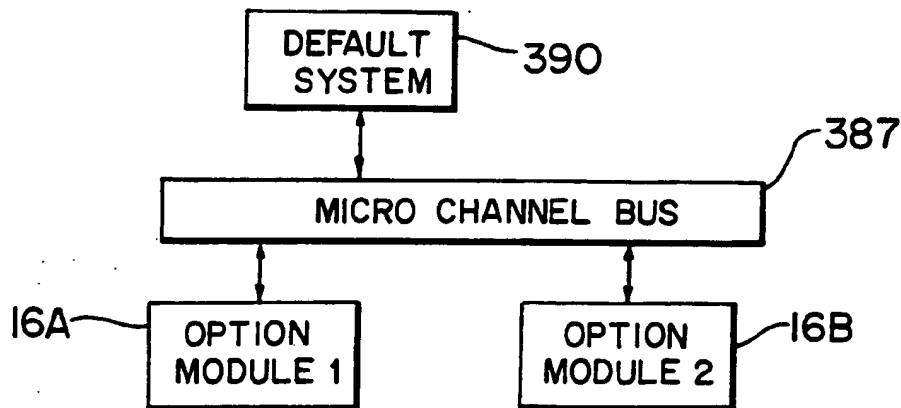 DEFAULT
SYSTEM
390
387
MICRO CHANNEL BUS
16A
OPTION
MODULE 1
OPTION
MODULE 2
16B